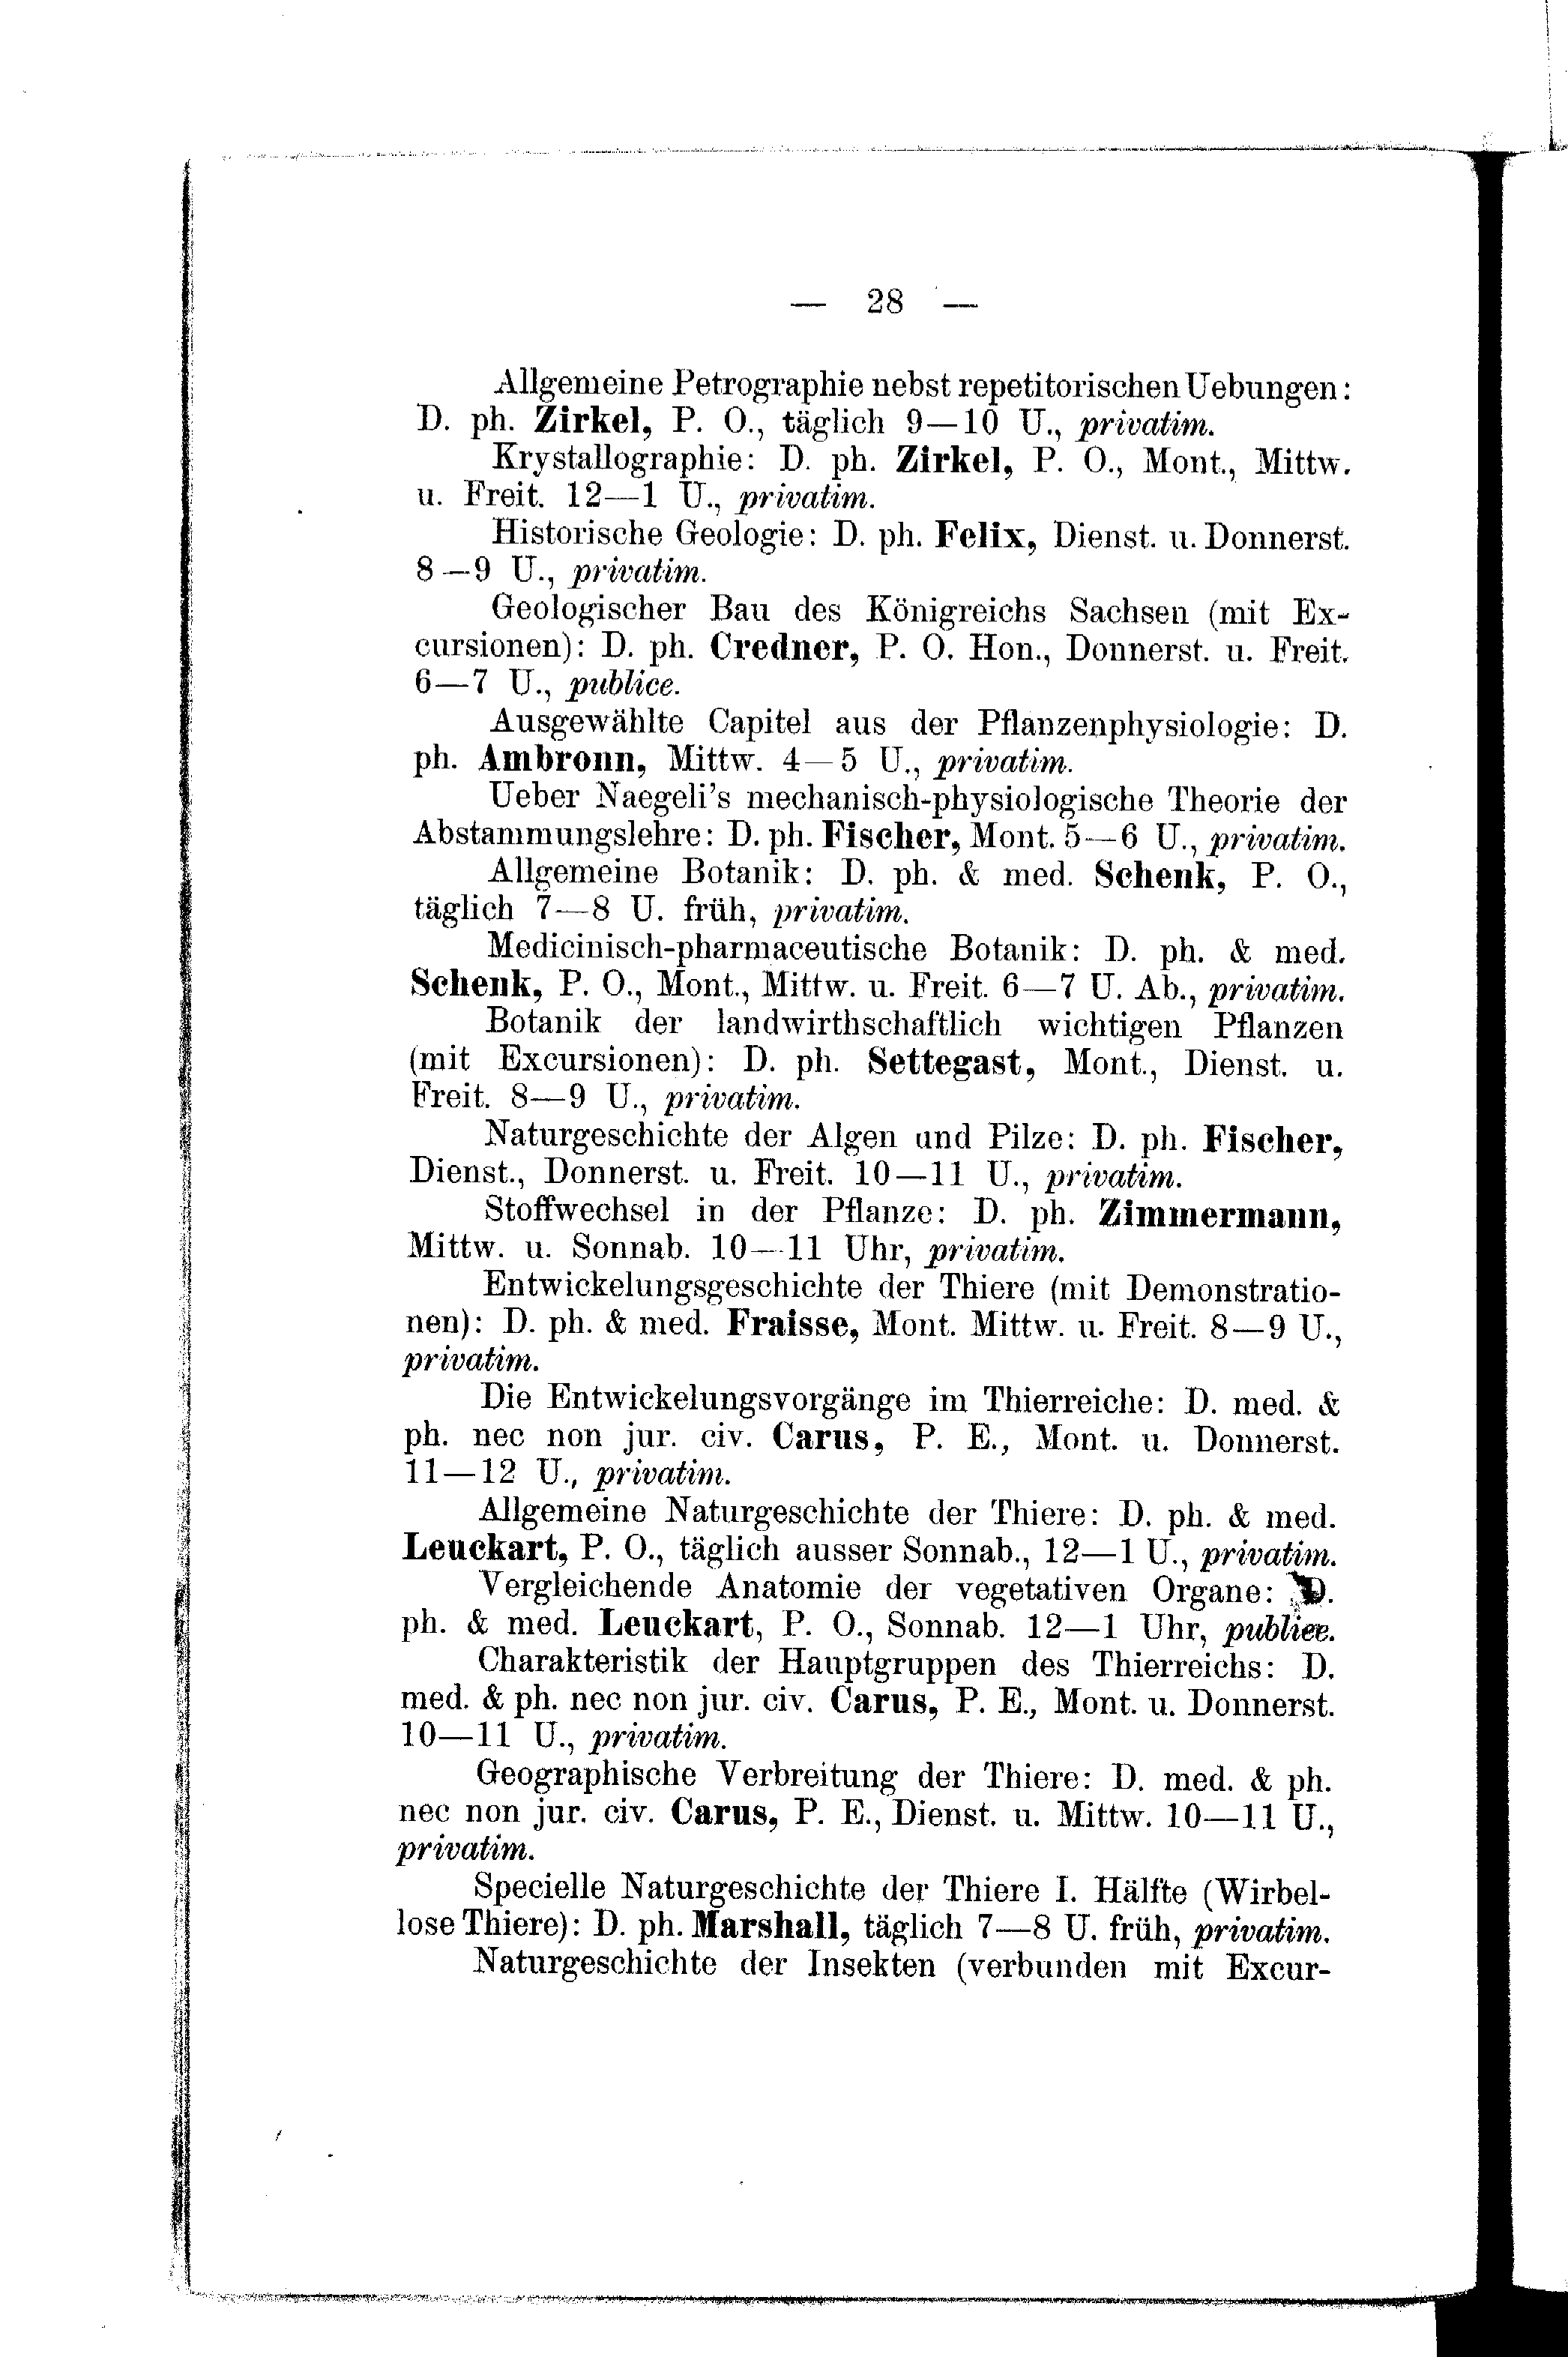 — 28 —
Allgemeine Petrographie nebst repetitorischen Uebungen:
D. ph. Zirkel, P. O., täglich 9—10 U., privatim.
Krystallographie: D. ph. Zirkel, P. O., Mont., Mittw.
u. Freit. 12—1 U., privatim.
Historische Geologie: D. ph. Felix, Dienst. u. Donnerst.
8—9 U., privatim.
Geologischer Bau des Königreichs Sachsen (mit Ex-
cursionen): D. ph. Credner, P. O. Hon., Donnerst. u. Freit.
6—7 U., publice.
Ausgewählte Capitel aus der Pflanzenphysiologie: D.
ph. Ambronn, Mittw. 4—5 U., privatim.
Ueber Naegeli's mechanisch-physiologische Theorie der
Abstammungslehre: D. ph. Fischer, Mont. 5—6 U., privatim.
Allgemeine Botanik: D. ph. & med. Schenk, P. O.,
täglich 7—8 U. früh, privatim.
Medicinisch-pharmaceutische Botanik: D. ph. & med.
Schenk, P. O., Mont., Mittw. u. Freit. 6—7 U. Ab., privatim.
Botanik der landwirthschaftlich wichtigen Pflanzen
(mit Excursionen): D. ph. Settegast, Mont., Dienst. u.
Freit. 8—9 U., privatim.
Naturgeschichte der Algen und Pilze: D. ph. Fischer,
Dienst., Donnerst. u. Freit. 10—11 U., privatim.
Stoffwechsel in der Pflanze: D. ph. Zimmermann,
Mittw. u. Sonnab. 10—11 Uhr, privatim.
Entwickelungsgeschichte der Thiere (mit Demonstratio-
nen): D. ph. & med. Fraisse, Mont. Mittw. u. Freit. 8—9 U.,
privatim.
Die Entwickelungsvorgänge im Thierreiche: D. med. &
ph. nec non jur. civ. Carus, P. E., Mont. u. Donnerst.
11—12 U., privatim.
Allgemeine Naturgeschichte der Thiere: D. ph. & med.
Leuckart, P. O., täglich ausser Sonnab., 12—1 U., privatim.
Vergleichende Anatomie der vegetativen Organe: D.
ph. & med. Leuckart, P. O., Sonnab. 12—1 Uhr, publice.
Charakteristik der Hauptgruppen des Thierreichs: D.
med. & ph. nec non jur. civ. Carus, P. E., Mont. u. Donnerst.
10—11 U., privatim.
Geographische Verbreitung der Thiere: D. med. & ph.
nec non jur. civ. Carus, P. E., Dienst. u. Mittw. 10—11 U.,
privatim.
Specielle Naturgeschichte der Thiere I. Hälfte (Wirbel-
lose Thiere): D. ph. Marshall, täglich 7—8 U. früh, privatim.
Naturgeschichte der Insekten (verbunden mit Excur-